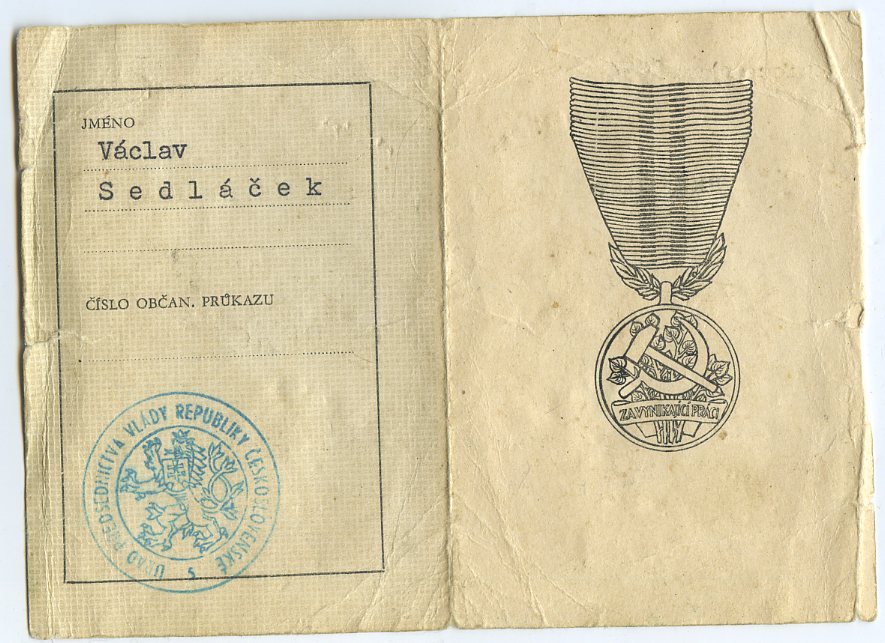 JMÉNO
Václav
Sedláček
ČÍSLO OBČAN. PRŮKAZU
ÚŘAD PŘEDSEDNICTVA VLÁDY REPUBLIKY ČESKOSLOVENSKÉ
5
ZA VYNIKAJÍCÍ PRÁCI